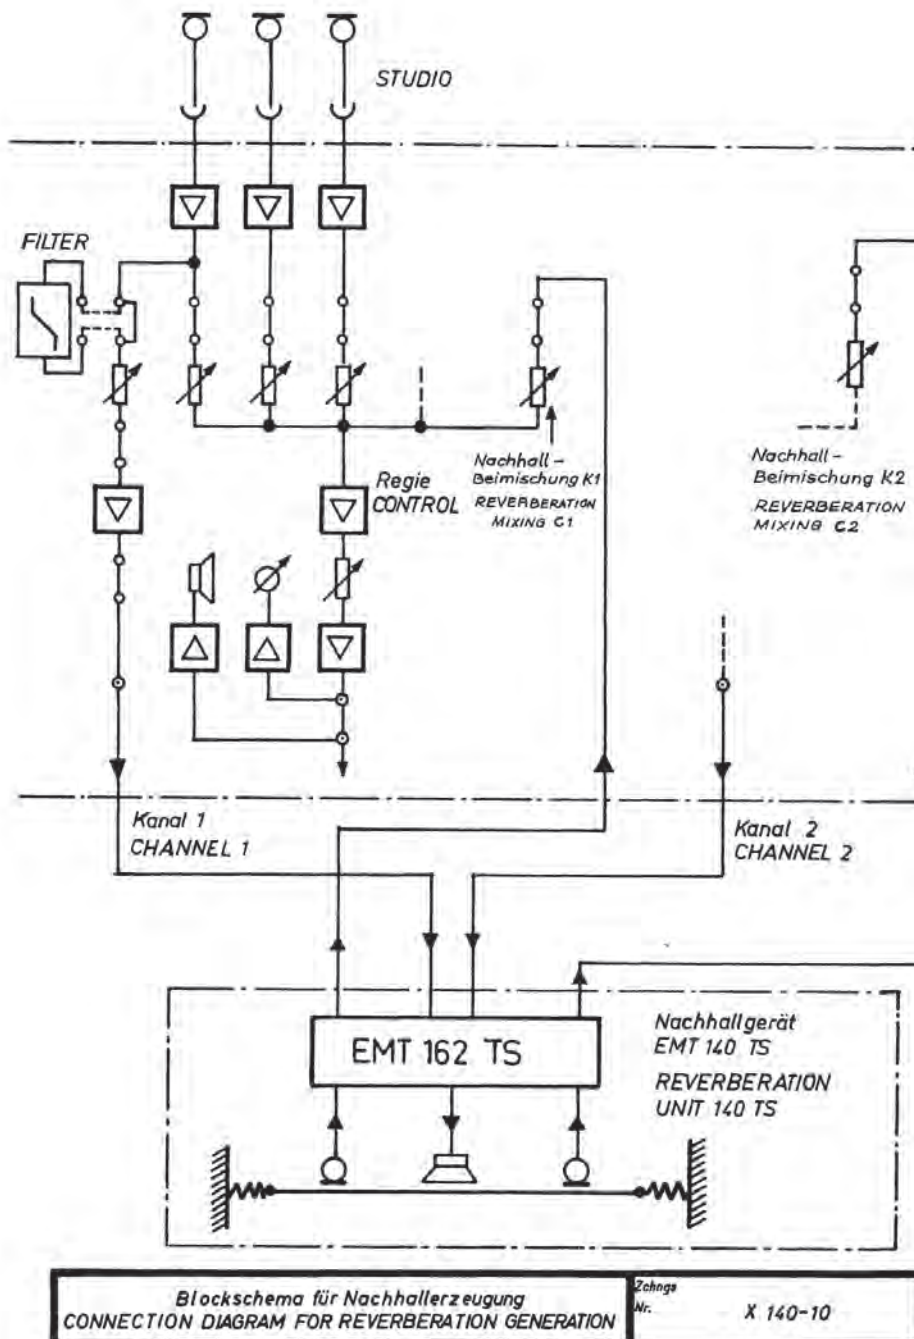 STUDIO
FILTER
Regie
CONTROL
Nachhall-
Beimischung K1
REVERBERATION
MIXING C1
Nachhall-
Beimischung K2
REVERBERATION
MIXING C2
Kanal 1
CHANNEL 1
Kanal 2
CHANNEL 2
EMT 162 TS
Nachhallgerät
EMT 140 TS
REVERBERATION
UNIT 140 TS
Blockschema für Nachhallerzeugung
CONNECTION DIAGRAM FOR REVERBERATION GENERATION
Zchngs
Nr.
X 140-10